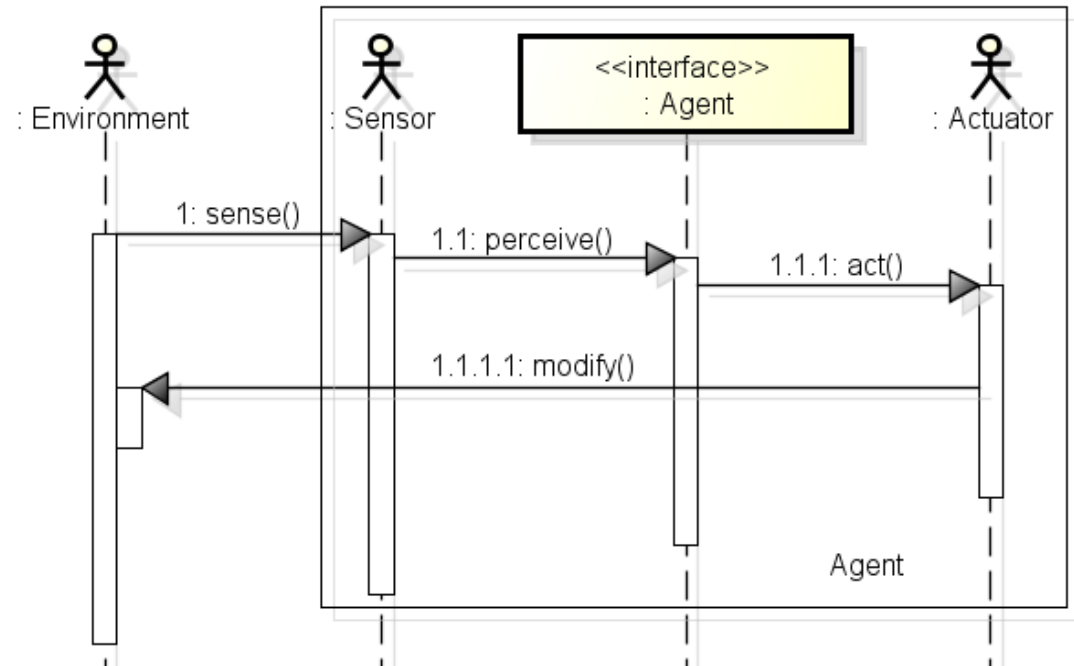 <<interface>>
: Agent
: Environment
: Sensor
: Actuator
1: sense()
1.1: perceive()
1.1.1: act()
1.1.1.1: modify()
Agent